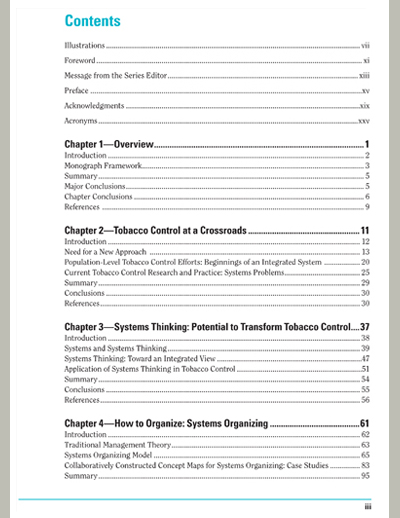 Contents
Illustrations vii
Foreword xi
Message from the Series Editor xiii
Preface xv
Acknowledgments xix
Acronyms xxv
Chapter 1—Overview 1
Introduction 2
Monograph Framework 3
Summary 5
Major Conclusions 5
Chapter Conclusions 6
References 9
Chapter 2—Tobacco Control at a Crossroads 11
Introduction 12
Need for a New Approach 13
Population-Level Tobacco Control Efforts: Beginnings of an Integrated System 20
Current Tobacco Control Research and Practice: Systems Problems 25
Summary 29
Conclusions 30
References 30
Chapter 3—Systems Thinking: Potential to Transform Tobacco Control 37
Introduction 38
Systems and Systems Thinking 39
Systems Thinking: Toward an Integrated View 47
Application of Systems Thinking in Tobacco Control 51
Summary 54
Conclusions 55
References 56
Chapter 4—How to Organize: Systems Organizing 61
Introduction 62
Traditional Management Theory 63
Systems Organizing Model 65
Collaboratively Constructed Concept Maps for Systems Organizing: Case Studies 83
Summary 95
iii